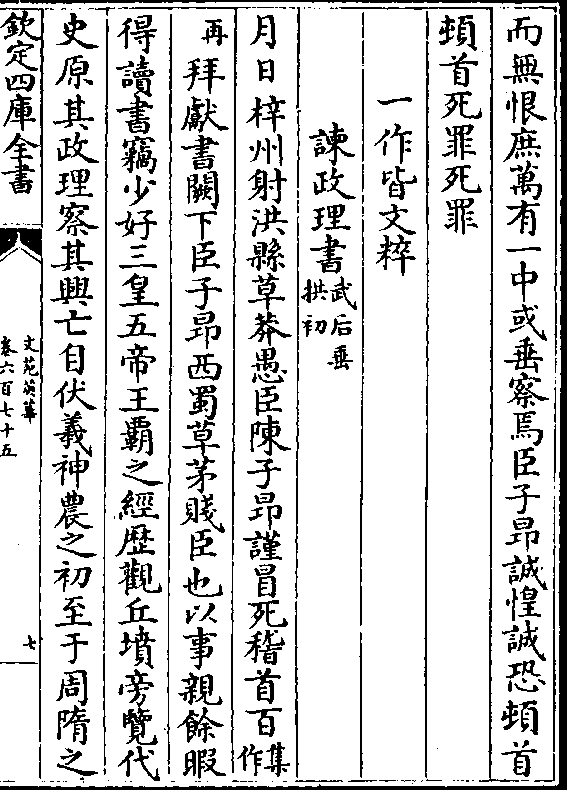 而無恨庶萬有一中或垂察焉臣子昂誠惶誠恐頓首
頓首死罪死罪
一作皆文粹
諫政理書武后垂拱初
月日梓州射洪縣草莽愚臣陳子昂謹冒死稽首百集作
再拜獻書闕下臣子昂西蜀草茅賤臣也以事親餘暇
得讀書竊少好三皇五帝王霸之經歴觀丘墳旁覽代
史原其政理察其興亡自伏羲神農之初至于周隋之
欽定四庫全書
文苑英華
卷六百七十五
七